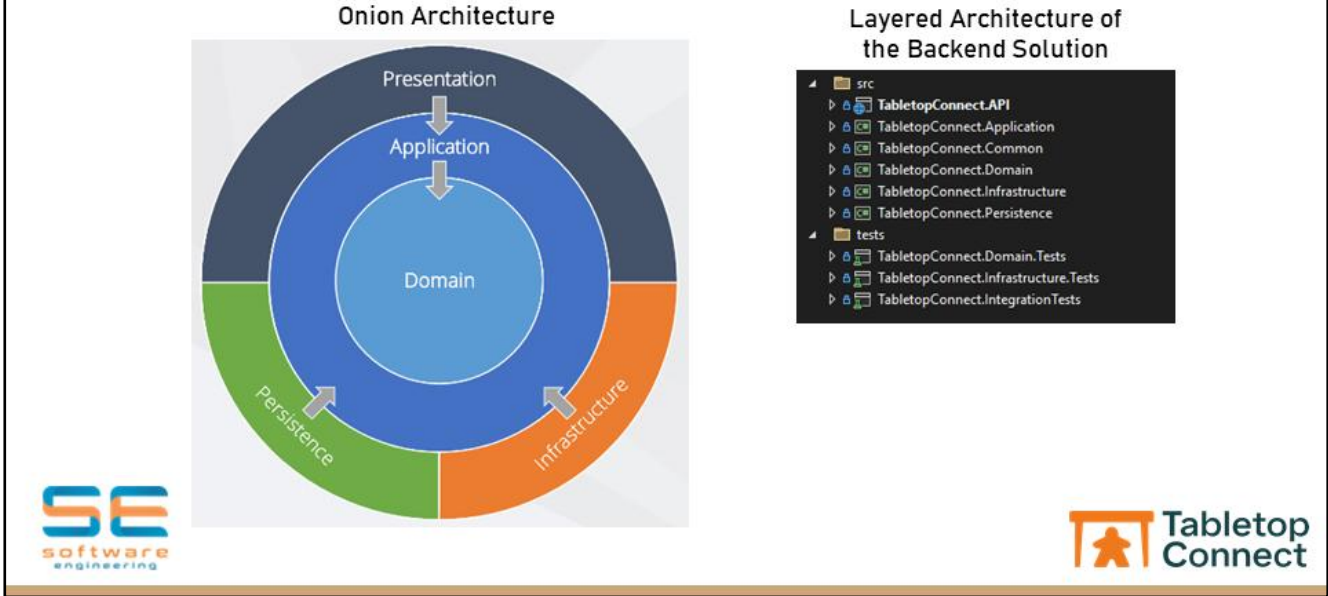 Onion Architecture
Presentation
Application
Domain
Persistence
Infrastructure
Layered Architecture of
the Backend Solution
src
TabletopConnect.API
TabletopConnect.Application
TabletopConnect.Common
TabletopConnect.Domain
TabletopConnect.Infrastructure
TabletopConnect.Persistence
tests
TabletopConnect.Domain.Tests
TabletopConnect.Infrastructure.Tests
TabletopConnect.IntegrationTests
SE
software
engineering
Tabletop
Connect